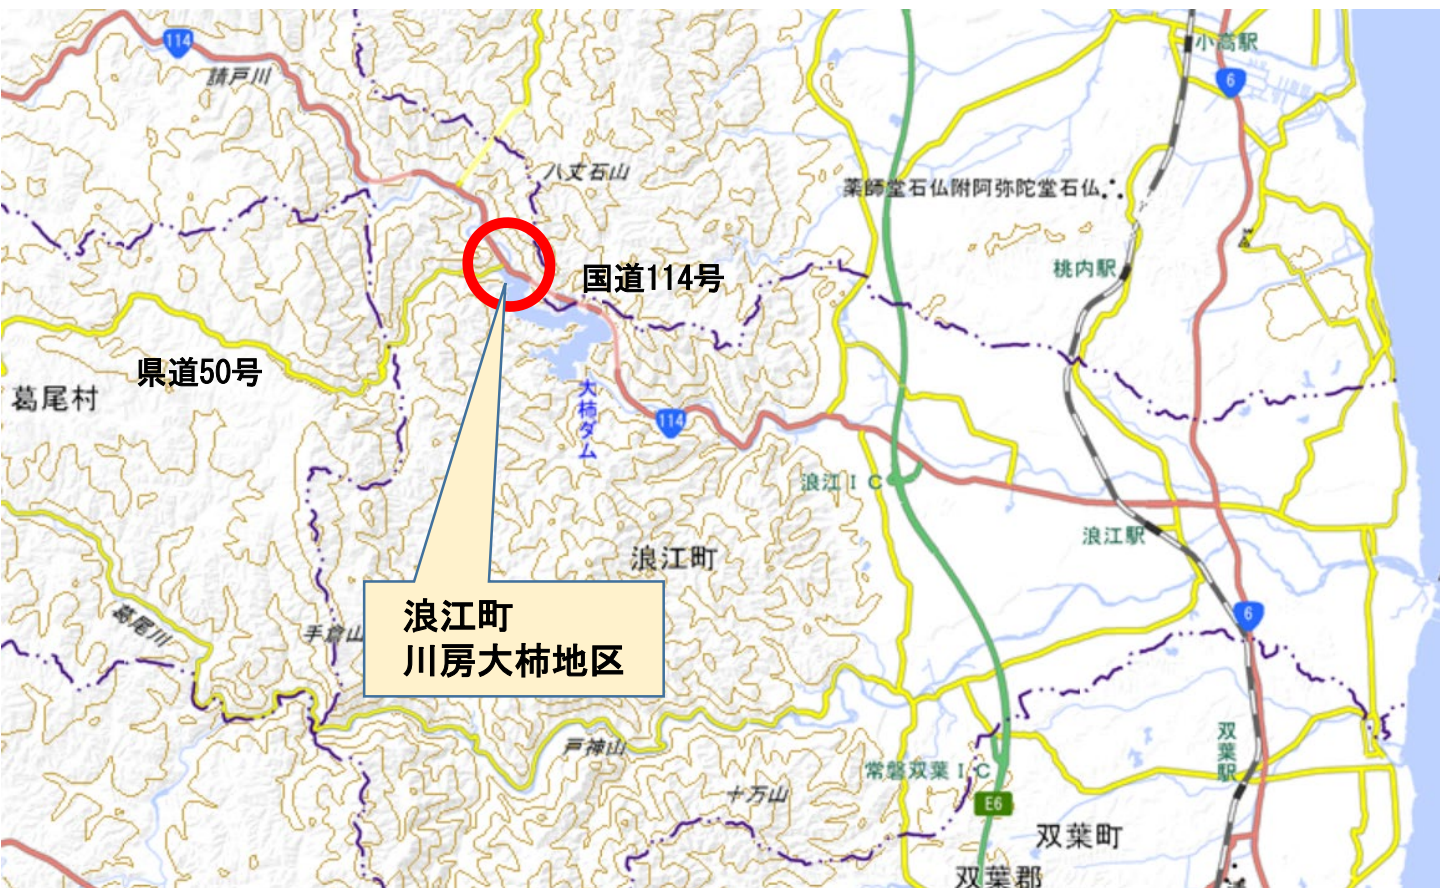 114
請戸川
小高駅
6
八丈石山
薬師堂石仏附阿弥陀堂石仏
桃内駅
国道114号
県道50号
葛尾村
大柿ダム
114
浪江IC
浪江駅
浪江町
浪江町
川房大柿地区
葛尾川
手倉山
6
戸神山
双葉駅
常磐双葉IC
十万山
E6
双葉町
双葉郡